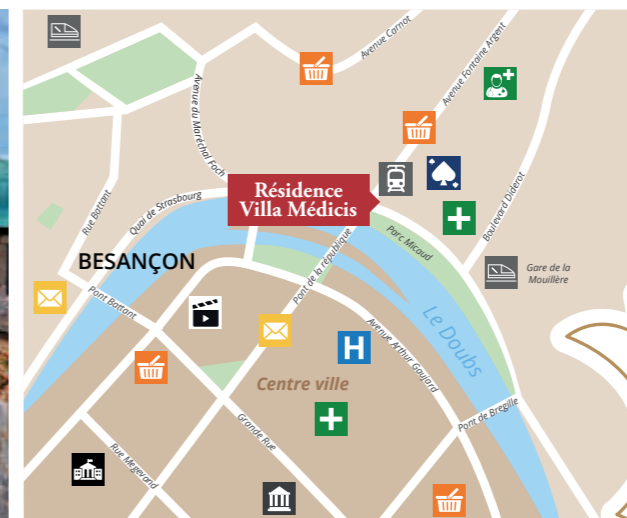 Avenue Carnot
Avenue Fontaine Argent
Avenue du Maréchal Foch
Résidence
Villa Médicis
Rue Battant
Quai de Strasbourg
Boulevard Diderot
Parc Micaud
BESANÇON
Pont de la république
Gare de la
Mouillère
Pont Battant
Le Doubs
H
Avenue Arthur Gaulard
Centre ville
Pont de Bregille
Grande Rue
Rue Megevand